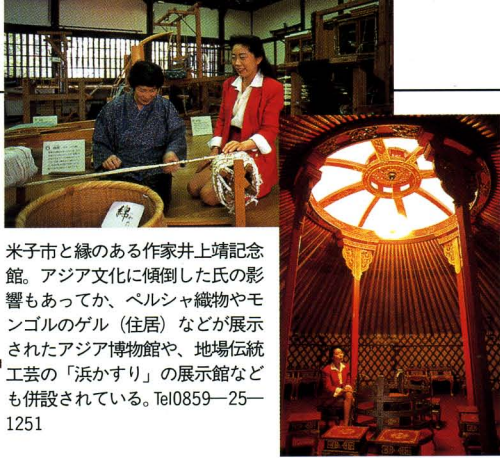 綿
米子市と縁のある作家井上靖記念
館。アジア文化に傾倒した氏の影
響もあってか、ペルシャ織物やモ
ンゴルのゲル（住居）などが展示
されたアジア博物館や、地場伝統
工芸の「浜かすり」の展示館など
も併設されている。Tel0859—25—
1251